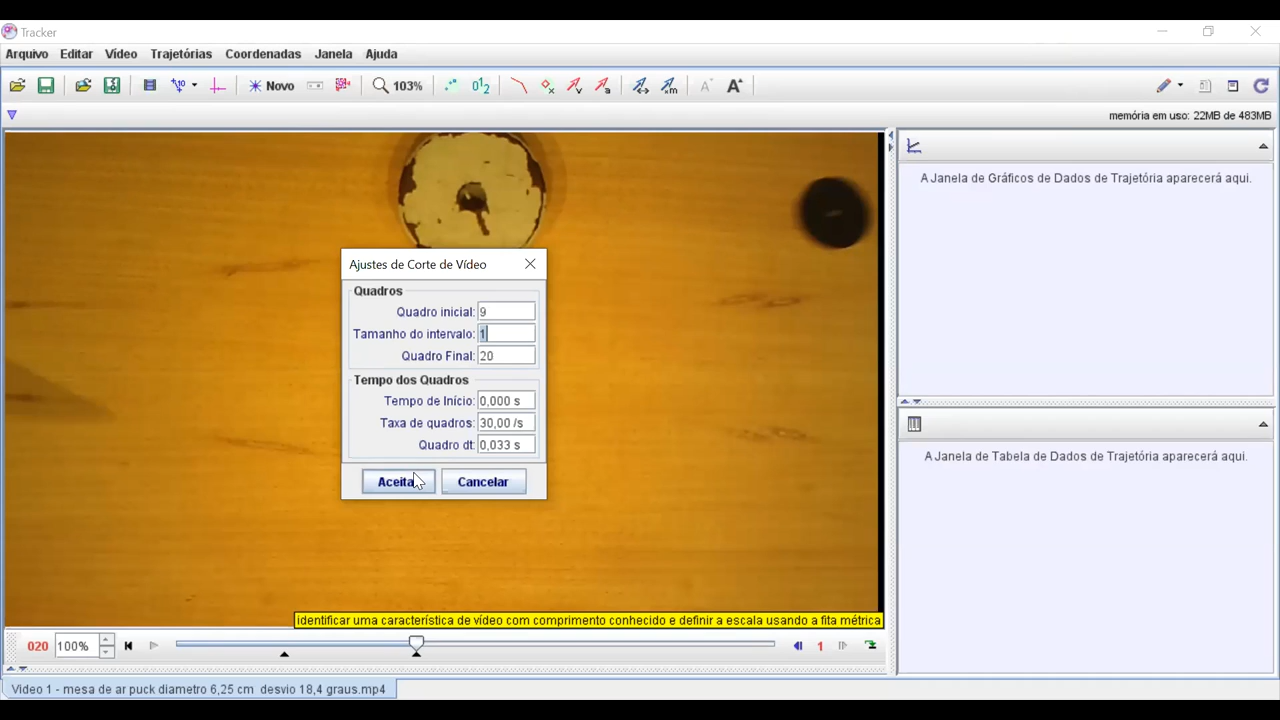 Tracker
Arquivo Editar Vídeo Trajetórias Coordenadas Janela Ajuda
Novo 103%
memória em uso: 22MB de 483MB
A Janela de Gráficos de Dados de Trajetória aparecerá aqui.
Ajustes de Corte de Vídeo
Quadros
Quadro inicial: 9
Tamanho do intervalo: 1
Quadro Final: 20
Tempo dos Quadros
Tempo de Início: 0,000 s
Taxa de quadros: 30,00 /s
Quadro dt: 0,033 s
Aceita Cancelar
A Janela de Tabela de Dados de Trajetória aparecerá aqui.
identificar uma característica de vídeo com comprimento conhecido e definir a escala usando a fita métrica
020 100% 1
Video 1 - mesa de ar puck diametro 6,25 cm desvio 18,4 graus.mp4